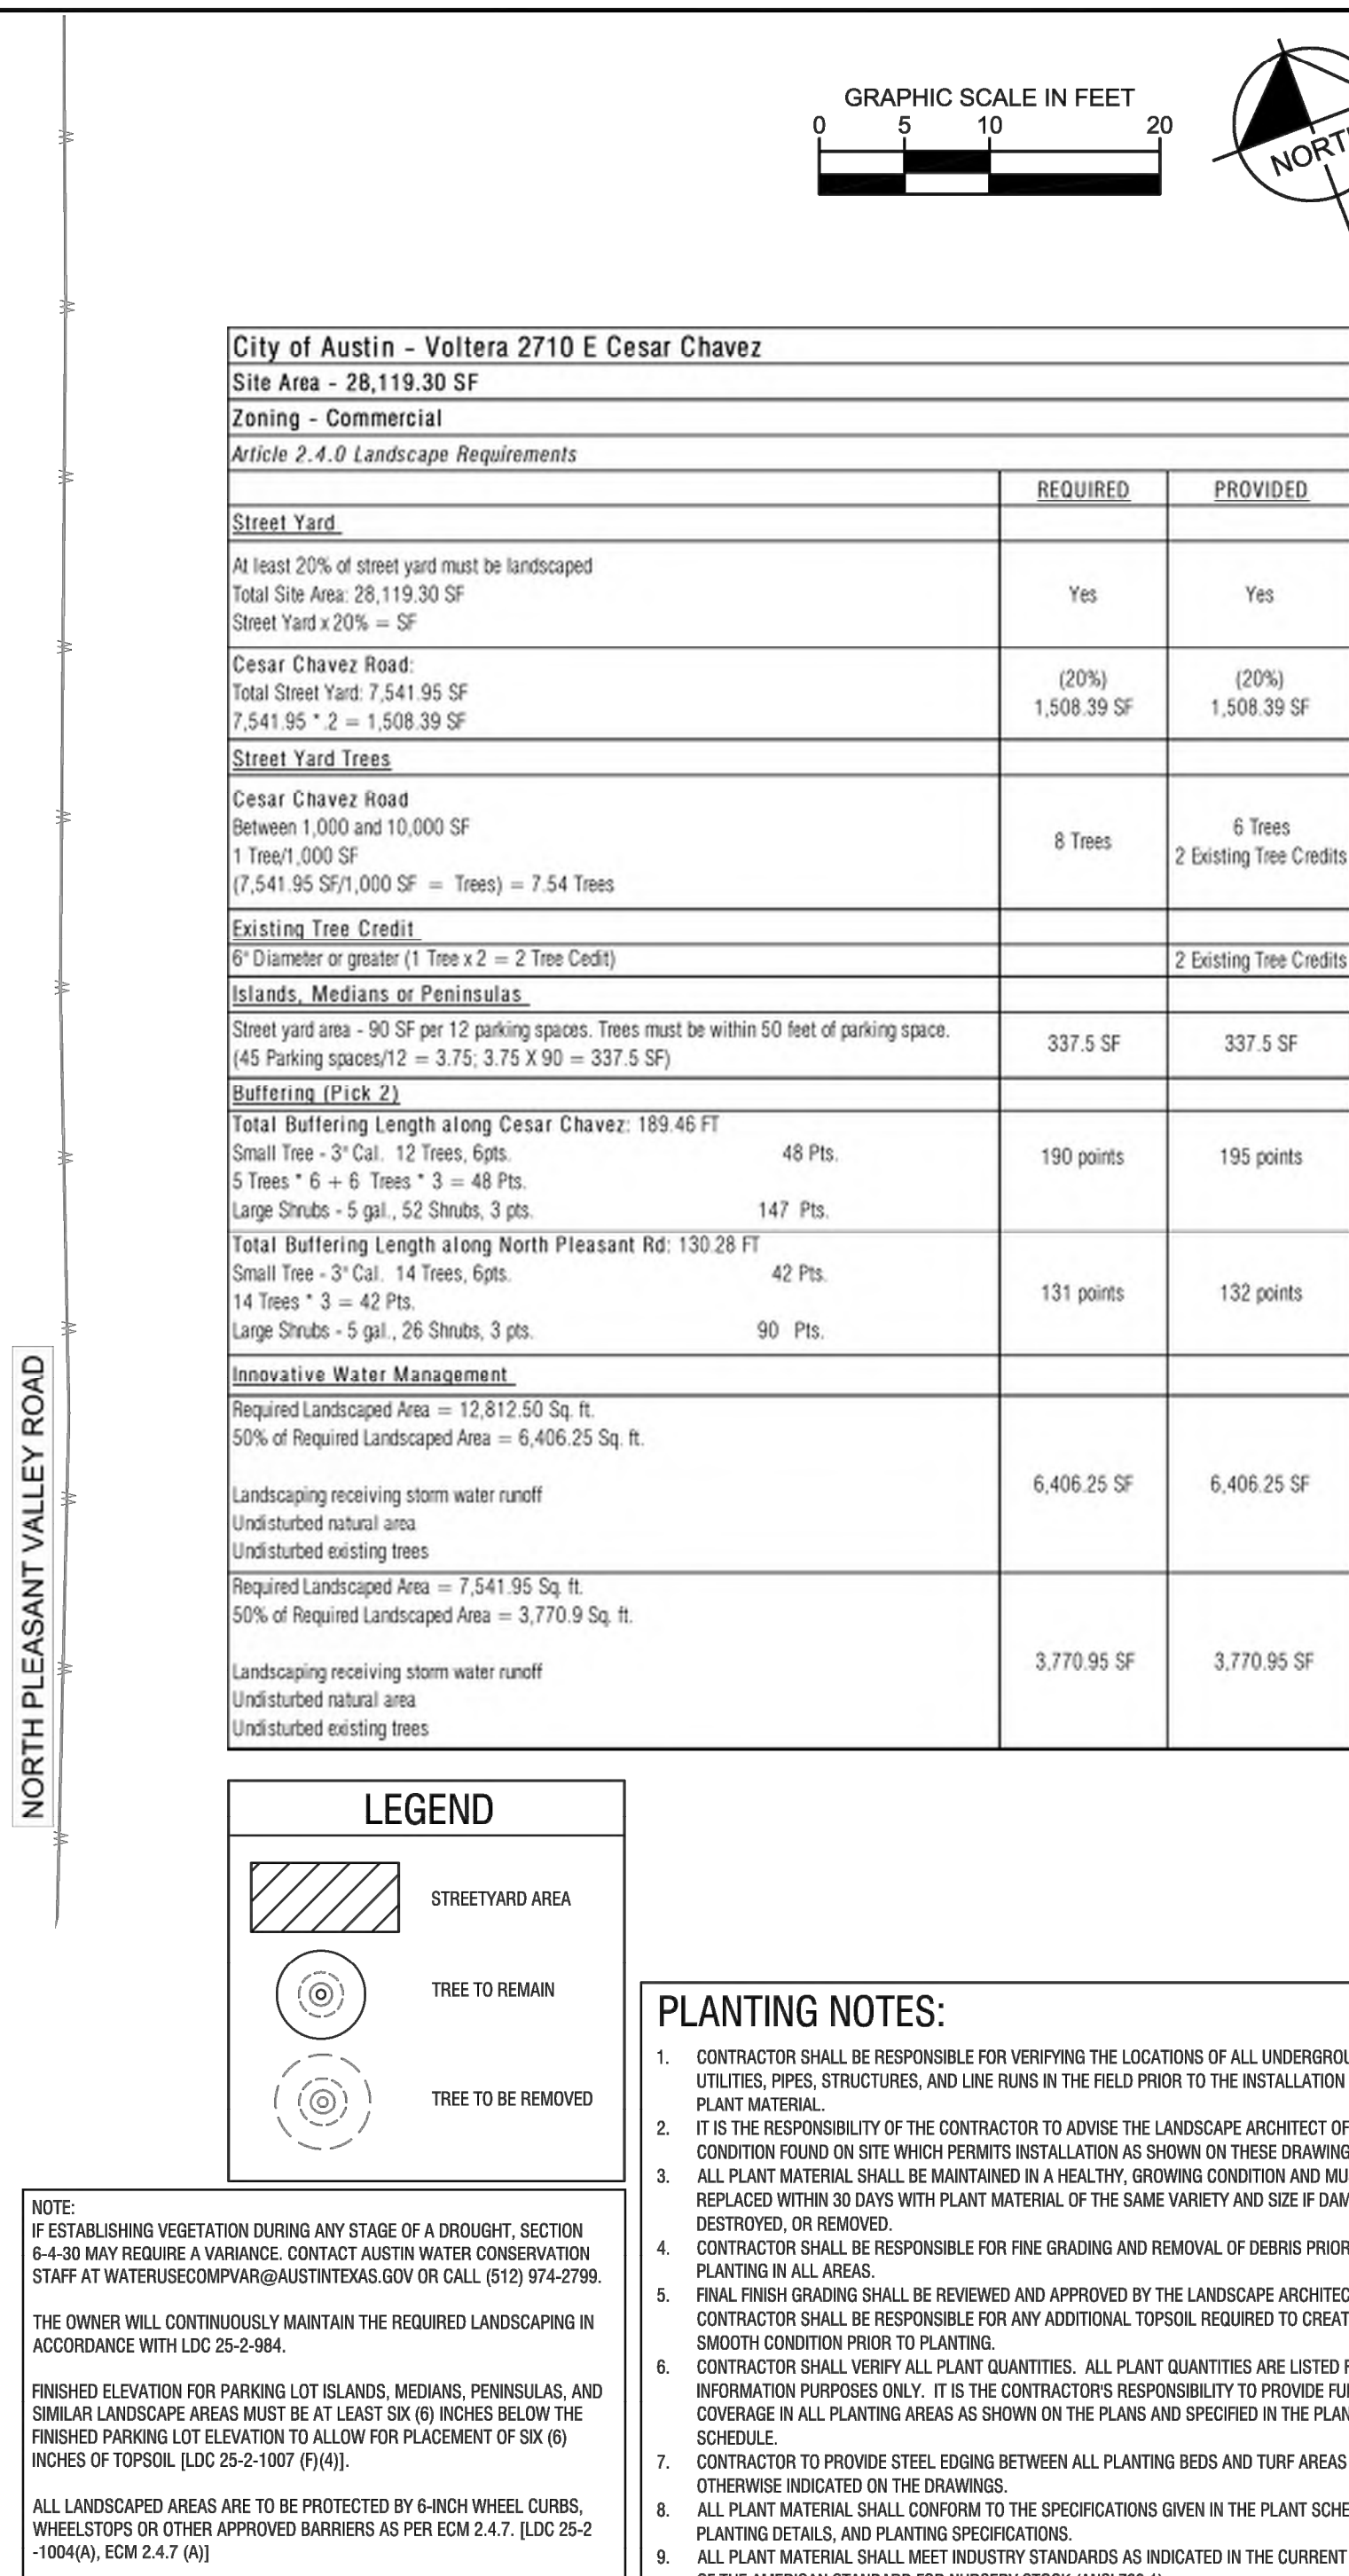 GRAPHIC SCALE IN FEET
0 5 10 20
NORTH PLEASANT VALLEY ROAD
City of Austin - Voltera 2710 E Cesar Chavez
Site Area - 28,119.30 SF
Zoning - Commercial
Article 2.4.0 Landscape Requirements
REQUIRED PROVIDED
Street Yard
At least 20% of street yard must be landscaped
Total Site Area: 28,119.30 SF
Street Yard x 20% = SF
Yes Yes
Cesar Chavez Road:
Total Street Yard: 7,541.95 SF
7,541.95 * .2 = 1,508.39 SF
(20%) (20%)
1,508.39 SF 1,508.39 SF
Street Yard Trees
Cesar Chavez Road
Between 1,000 and 10,000 SF
1 Tree/1,000 SF
(7,541.95 SF/1,000 SF = Trees) = 7.54 Trees
8 Trees
6 Trees
2 Existing Tree Credits
Existing Tree Credit
6" Diameter or greater (1 Tree x 2 = 2 Tree Cedit) 2 Existing Tree Credits
Islands, Medians or Peninsulas
Street yard area - 90 SF per 12 parking spaces. Trees must be within 50 feet of parking space.
(45 Parking spaces/12 = 3.75; 3.75 X 90 = 337.5 SF)
337.5 SF 337.5 SF
Buffering (Pick 2)
Total Buffering Length along Cesar Chavez: 189.46 FT
Small Tree - 3" Cal. 12 Trees, 6pts. 48 Pts.
5 Trees * 6 + 6 Trees * 3 = 48 Pts.
Large Shrubs - 5 gal., 52 Shrubs, 3 pts. 147 Pts.
190 points 195 points
Total Buffering Length along North Pleasant Rd: 130.28 FT
Small Tree - 3" Cal. 14 Trees, 6pts. 42 Pts.
14 Trees * 3 = 42 Pts.
Large Shrubs - 5 gal., 26 Shrubs, 3 pts. 90 Pts.
131 points 132 points
Innovative Water Management
Required Landscaped Area = 12,812.50 Sq. ft.
50% of Required Landscaped Area = 6,406.25 Sq. ft.
Landscaping receiving storm water runoff
Undisturbed natural area
Undisturbed existing trees
6,406.25 SF 6,406.25 SF
Required Landscaped Area = 7,541.95 Sq. ft.
50% of Required Landscaped Area = 3,770.9 Sq. ft.
Landscaping receiving storm water runoff
Undisturbed natural area
Undisturbed existing trees
3,770.95 SF 3,770.95 SF
LEGEND
STREETYARD AREA
TREE TO REMAIN
TREE TO BE REMOVED
NOTE:
IF ESTABLISHING VEGETATION DURING ANY STAGE OF A DROUGHT, SECTION
6-4-30 MAY REQUIRE A VARIANCE. CONTACT AUSTIN WATER CONSERVATION
STAFF AT WATERUSECOMPVAR@AUSTINTEXAS.GOV OR CALL (512) 974-2799.
THE OWNER WILL CONTINUOUSLY MAINTAIN THE REQUIRED LANDSCAPING IN
ACCORDANCE WITH LDC 25-2-984.
FINISHED ELEVATION FOR PARKING LOT ISLANDS, MEDIANS, PENINSULAS, AND
SIMILAR LANDSCAPE AREAS MUST BE AT LEAST SIX (6) INCHES BELOW THE
FINISHED PARKING LOT ELEVATION TO ALLOW FOR PLACEMENT OF SIX (6)
INCHES OF TOPSOIL [LDC 25-2-1007 (F)(4)].
ALL LANDSCAPED AREAS ARE TO BE PROTECTED BY 6-INCH WHEEL CURBS,
WHEELSTOPS OR OTHER APPROVED BARRIERS AS PER ECM 2.4.7. [LDC 25-2
-1004(A), ECM 2.4.7 (A)]
PLANTING NOTES:
1. CONTRACTOR SHALL BE RESPONSIBLE FOR VERIFYING THE LOCATIONS OF ALL
UTILITIES, PIPES, STRUCTURES, AND LINE RUNS IN THE FIELD PRIOR TO THE INSTALLATION
PLANT MATERIAL.
2. IT IS THE RESPONSIBILITY OF THE CONTRACTOR TO ADVISE THE LANDSCAPE ARCHITECT OF
CONDITION FOUND ON SITE WHICH PERMITS INSTALLATION AS SHOWN ON THESE
3. ALL PLANT MATERIAL SHALL BE MAINTAINED IN A HEALTHY, GROWING CONDITION AND
REPLACED WITHIN 30 DAYS WITH PLANT MATERIAL OF THE SAME VARIETY AND SIZE IF
DESTROYED, OR REMOVED.
4. CONTRACTOR SHALL BE RESPONSIBLE FOR FINE GRADING AND REMOVAL OF DEBRIS PRIOR
PLANTING IN ALL AREAS.
5. FINAL FINISH GRADING SHALL BE REVIEWED AND APPROVED BY THE LANDSCAPE
CONTRACTOR SHALL BE RESPONSIBLE FOR ANY ADDITIONAL TOPSOIL REQUIRED TO
SMOOTH CONDITION PRIOR TO PLANTING.
6. CONTRACTOR SHALL VERIFY ALL PLANT QUANTITIES. ALL PLANT QUANTITIES ARE LISTED
INFORMATION PURPOSES ONLY. IT IS THE CONTRACTOR'S RESPONSIBILITY TO PROVIDE
COVERAGE IN ALL PLANTING AREAS AS SHOWN ON THE PLANS AND SPECIFIED IN THE
SCHEDULE.
7. CONTRACTOR TO PROVIDE STEEL EDGING BETWEEN ALL PLANTING BEDS AND TURF AREAS
OTHERWISE INDICATED ON THE DRAWINGS.
8. ALL PLANT MATERIAL SHALL CONFORM TO THE SPECIFICATIONS GIVEN IN THE PLANT
PLANTING DETAILS, AND PLANTING SPECIFICATIONS.
9. ALL PLANT MATERIAL SHALL MEET INDUSTRY STANDARDS AS INDICATED IN THE CURRENT